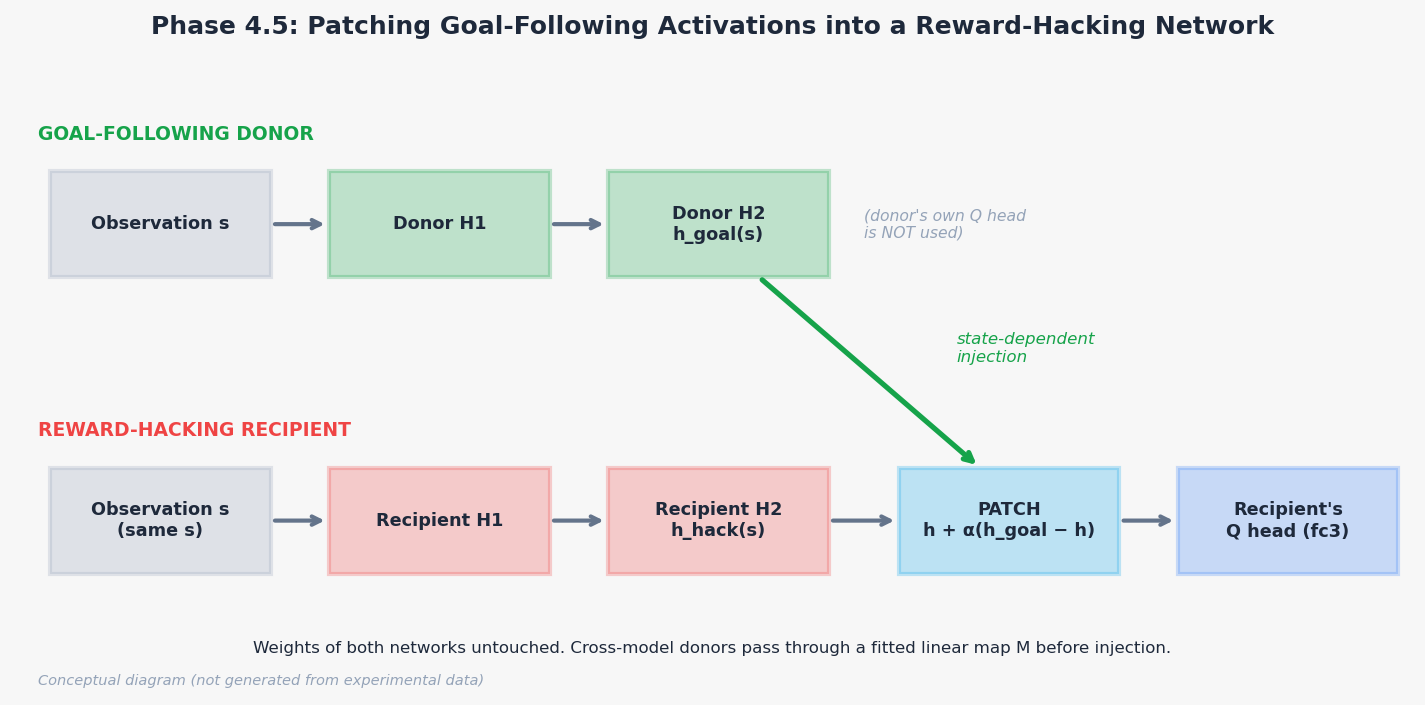 Phase 4.5: Patching Goal-Following Activations into a Reward-Hacking Network
GOAL-FOLLOWING DONOR
Observation s
Donor H1
Donor H2
h_goal(s)
(donor's own Q head
is NOT used)
state-dependent
injection
REWARD-HACKING RECIPIENT
Observation s
(same s)
Recipient H1
Recipient H2
h_hack(s)
PATCH
h + α(h_goal − h)
Recipient's
Q head (fc3)
Weights of both networks untouched. Cross-model donors pass through a fitted linear map M before injection.
Conceptual diagram (not generated from experimental data)